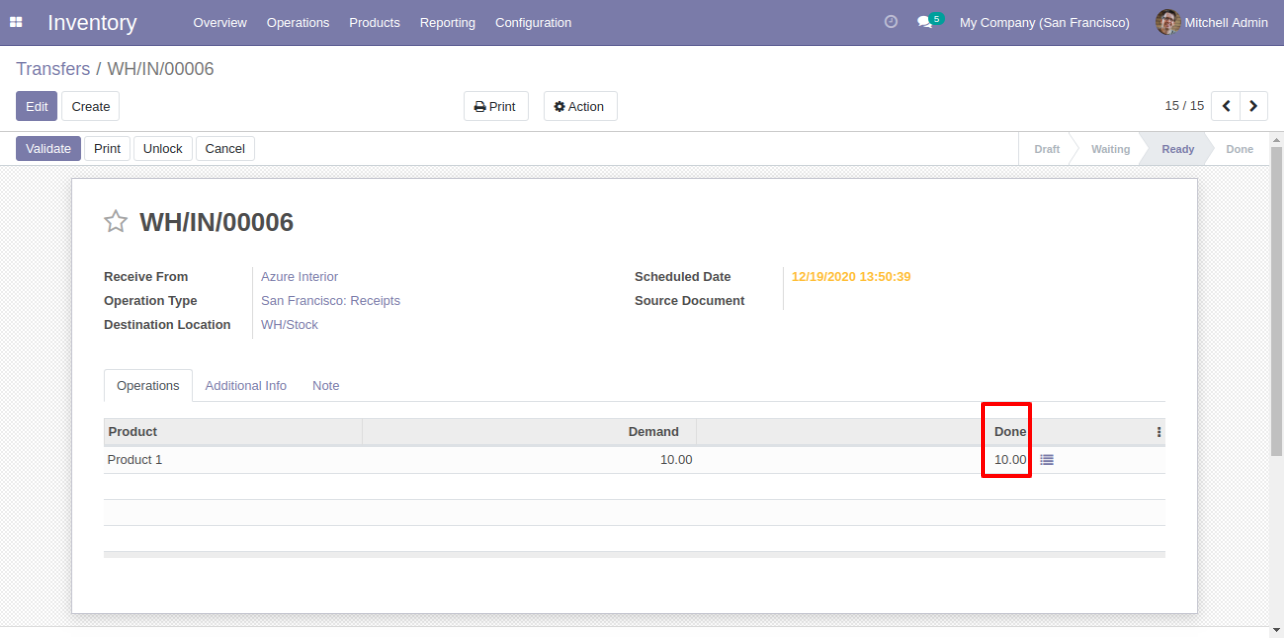 Inventory Overview Operations Products Reporting Configuration 5 My Company (San Francisco) Mitchell Admin
Transfers / WH/IN/00006
Edit Create Print Action 15 / 15
Validate Print Unlock Cancel Draft Waiting Ready Done
WH/IN/00006
Receive From Azure Interior Scheduled Date 12/19/2020 13:50:39
Operation Type San Francisco: Receipts Source Document
Destination Location WH/Stock
Operations Additional Info Note
Product Demand Done
Product 1 10.00 10.00